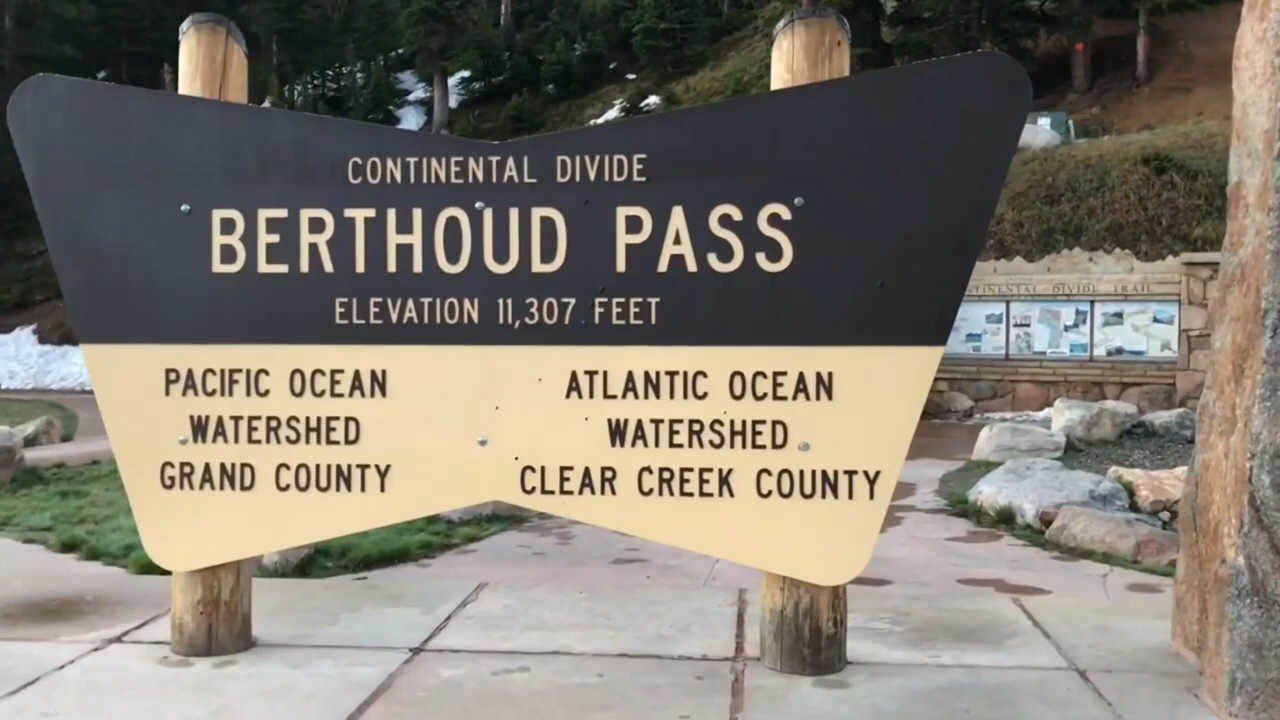 CONTINENTAL DIVIDE
BERTHOUD PASS
ELEVATION 11,307 FEET
PACIFIC OCEAN
WATERSHED
GRAND COUNTY
ATLANTIC OCEAN
WATERSHED
CLEAR CREEK COUNTY
DIVIDE TRAIL